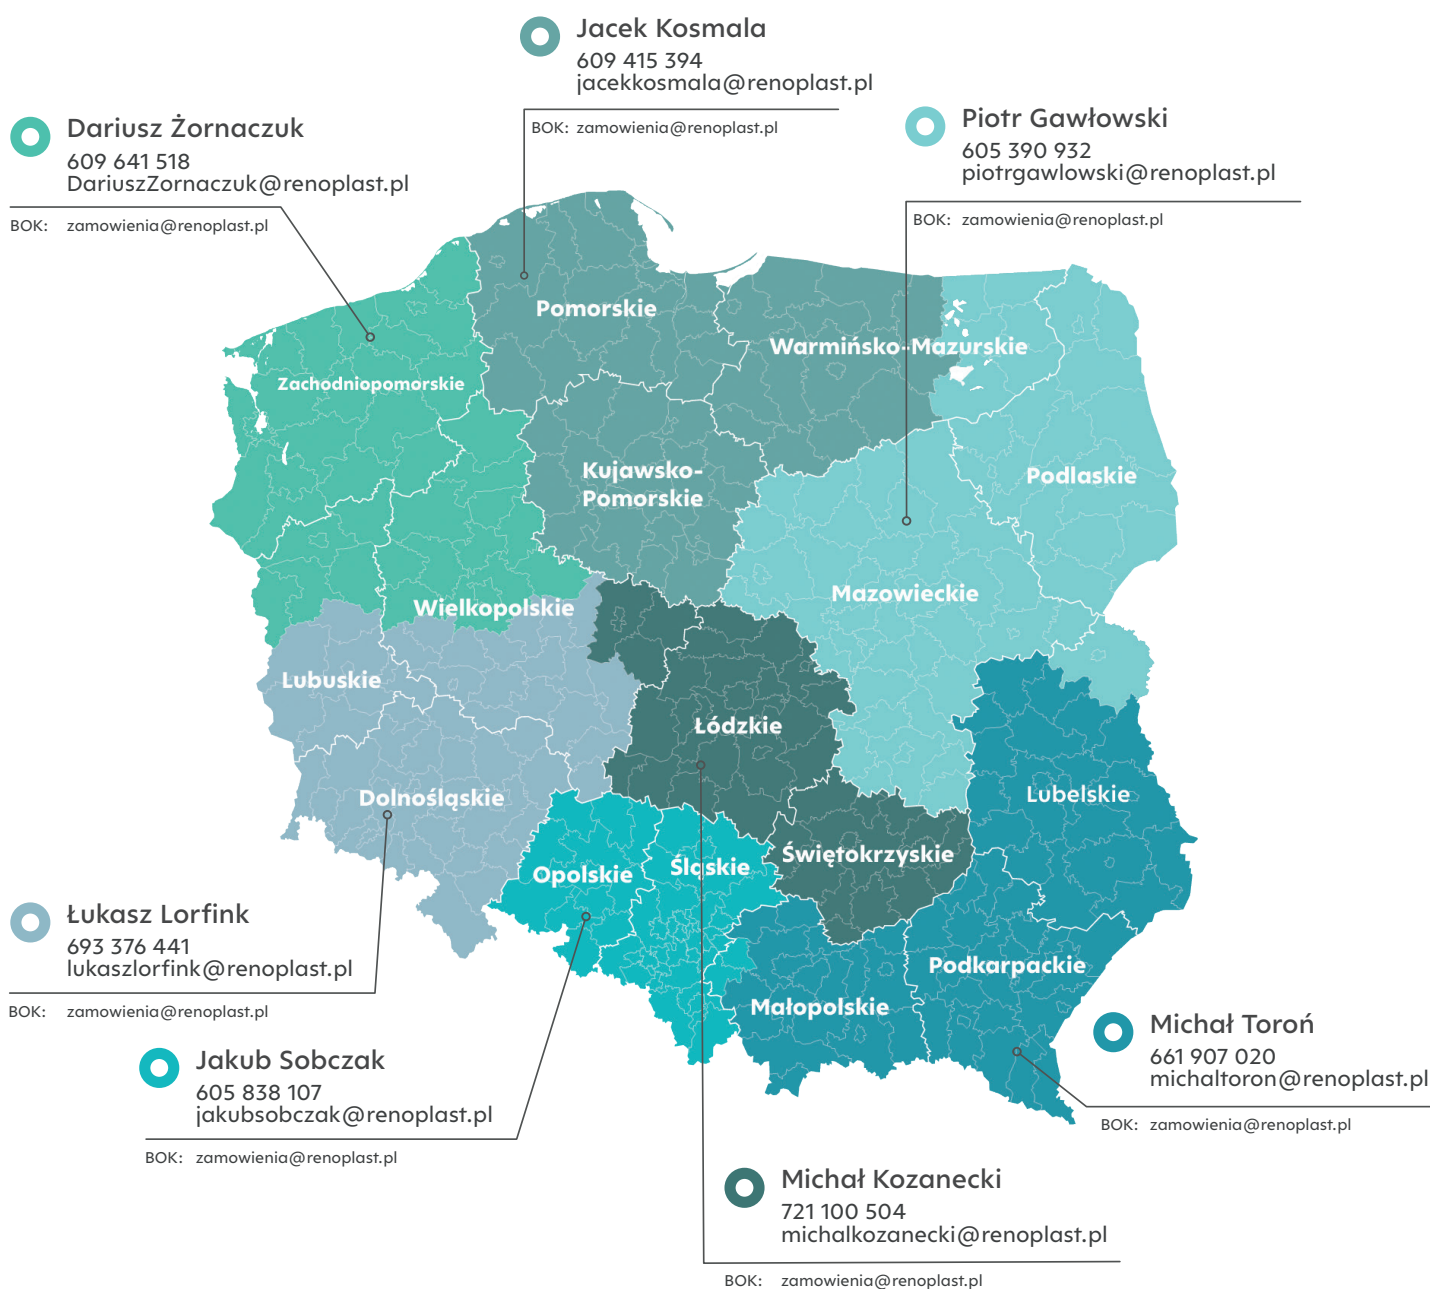 Jacek Kosmala
609 415 394
jacekkosmala@renoplast.pl
BOK: zamowienia@renoplast.pl
Dariusz Żornaczuk
609 641 518
DariuszZornaczuk@renoplast.pl
BOK: zamowienia@renoplast.pl
Piotr Gawłowski
605 390 932
piotrgawlowski@renoplast.pl
BOK: zamowienia@renoplast.pl
Pomorskie
Warmińsko-Mazurskie
Zachodniopomorskie
Kujawsko-
Pomorskie
Podlaskie
Mazowieckie
Wielkopolskie
Lubuskie
Łódzkie
Dolnośląskie
Lubelskie
Opolskie
Śląskie
Świętokrzyskie
Podkarpackie
Małopolskie
Łukasz Lorfink
693 376 441
lukaszlorfink@renoplast.pl
BOK: zamowienia@renoplast.pl
Jakub Sobczak
605 838 107
jakubsobczak@renoplast.pl
BOK: zamowienia@renoplast.pl
Michał Toroń
661 907 020
michaltoron@renoplast.pl
BOK: zamowienia@renoplast.pl
Michał Kozanecki
721 100 504
michalkozanecki@renoplast.pl
BOK: zamowienia@renoplast.pl